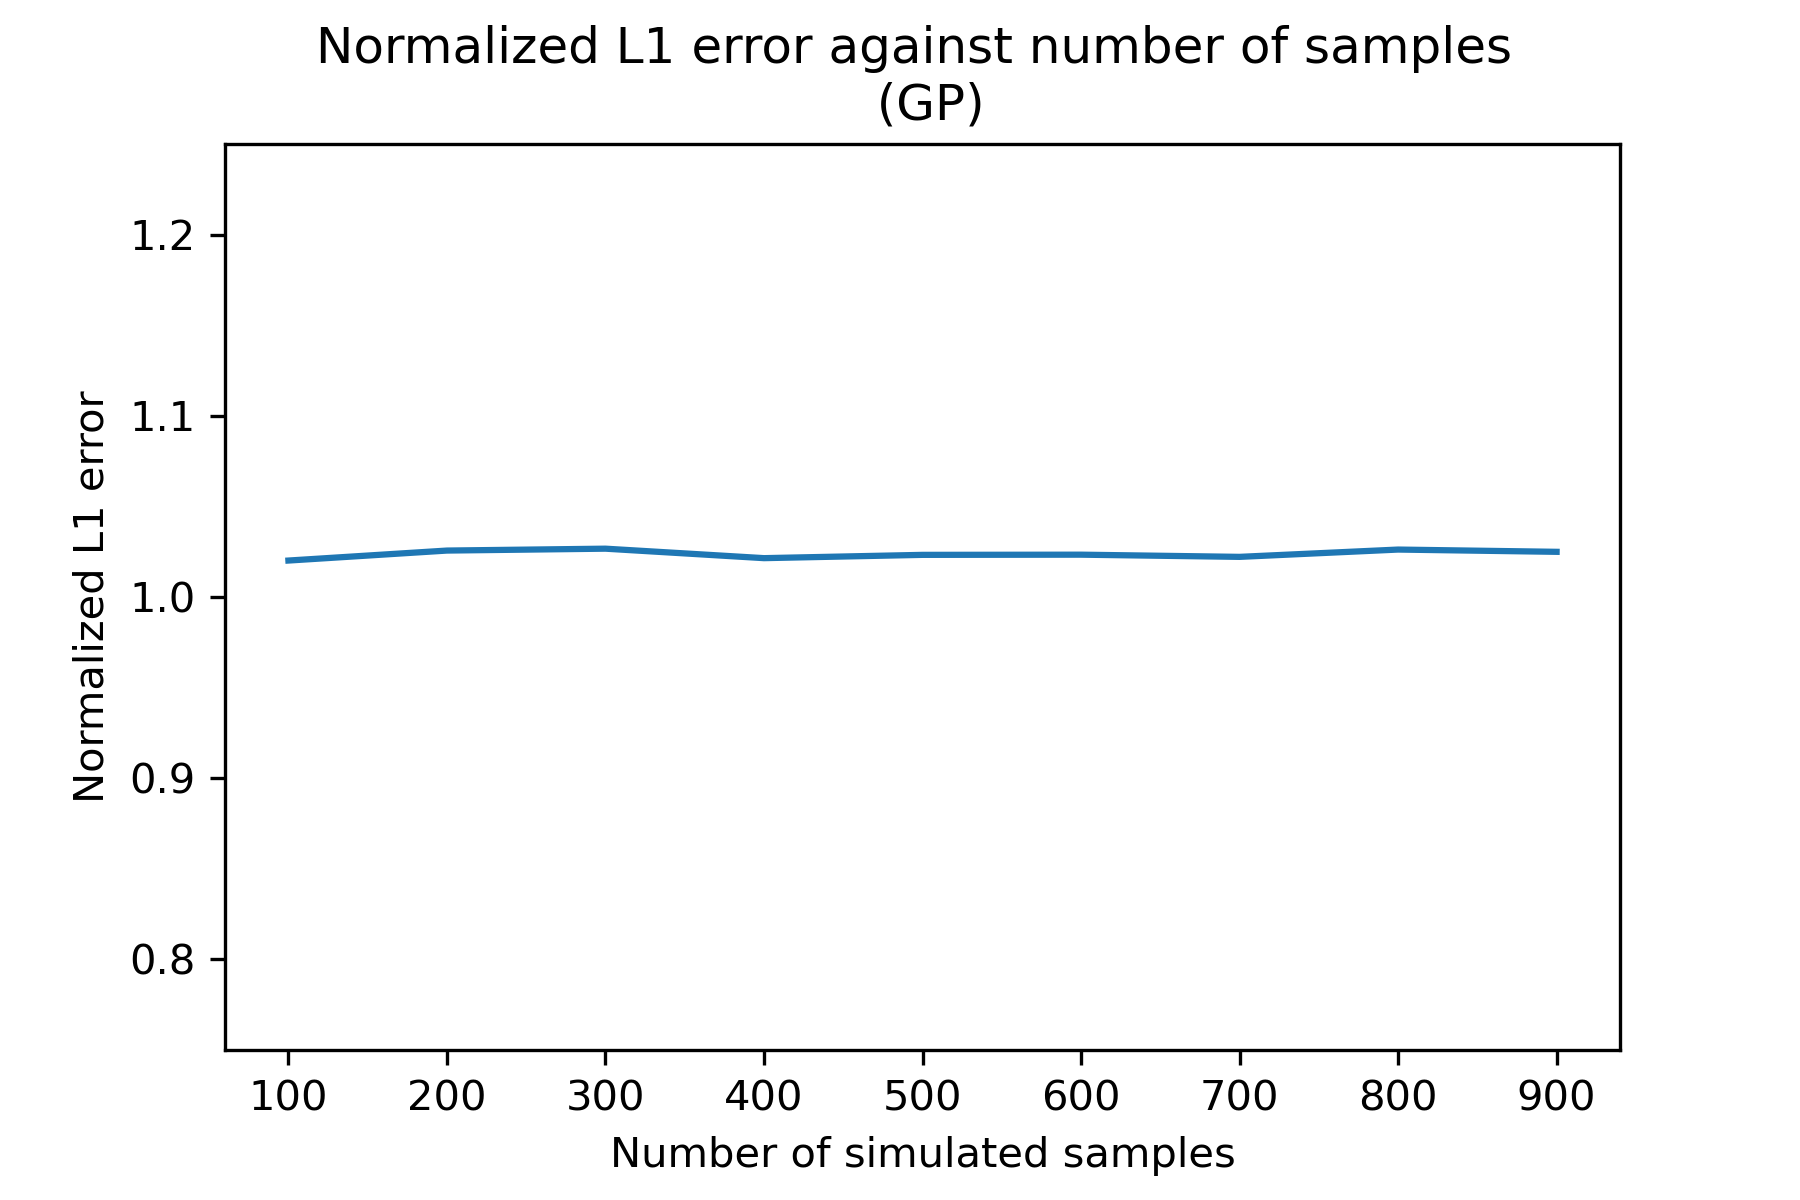 Normalized L1 error against number of samples
(GP)
Normalized L1 error
1.2
1.1
1.0
0.9
0.8
100 200 300 400 500 600 700 800 900
Number of simulated samples